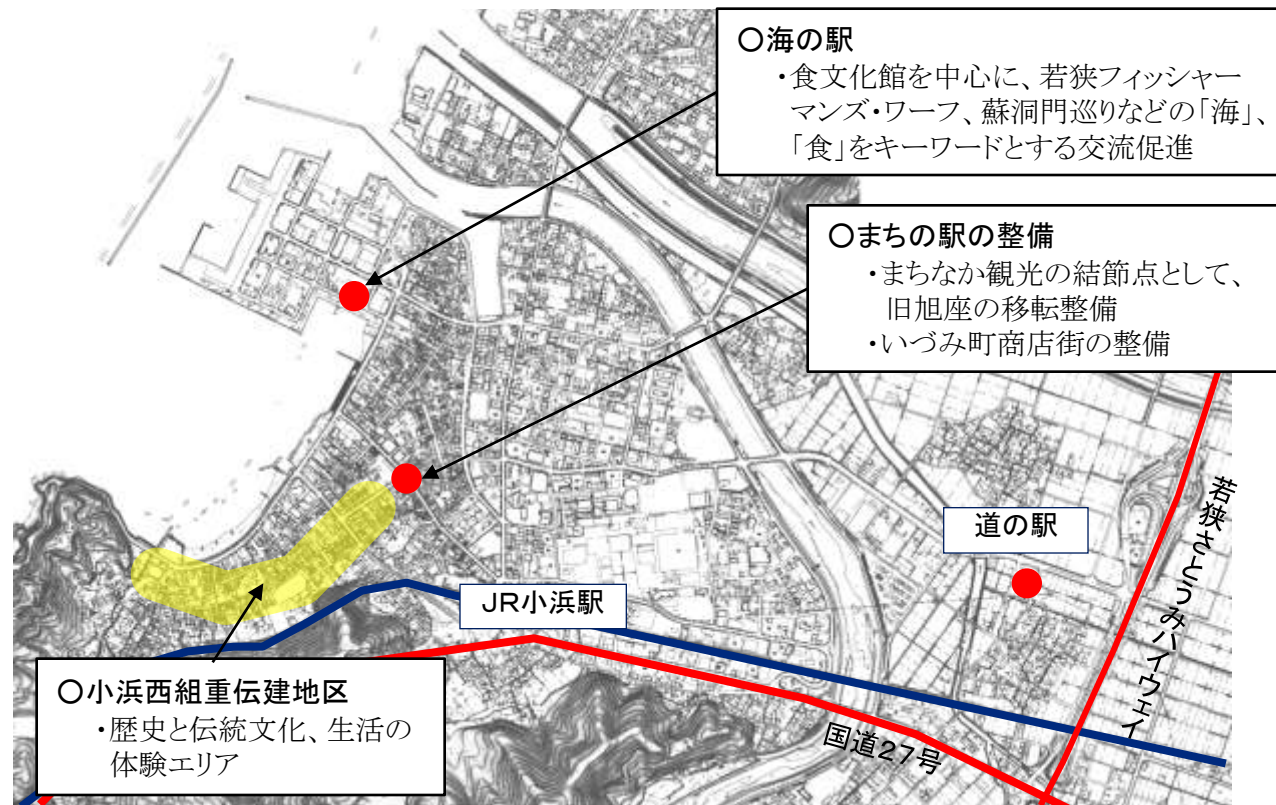 〇海の駅
・食文化館を中心に、若狭フィッシャー
マンズ・ワーフ、蘇洞門巡りなどの「海」、
「食」をキーワードとする交流促進
〇まちの駅の整備
・まちなか観光の結節点として、
旧旭座の移転整備
・いづみ町商店街の整備
道の駅
若狭さとうみハイウェイ
JR小浜駅
国道27号
〇小浜西組重伝建地区
・歴史と伝統文化、生活の
体験エリア